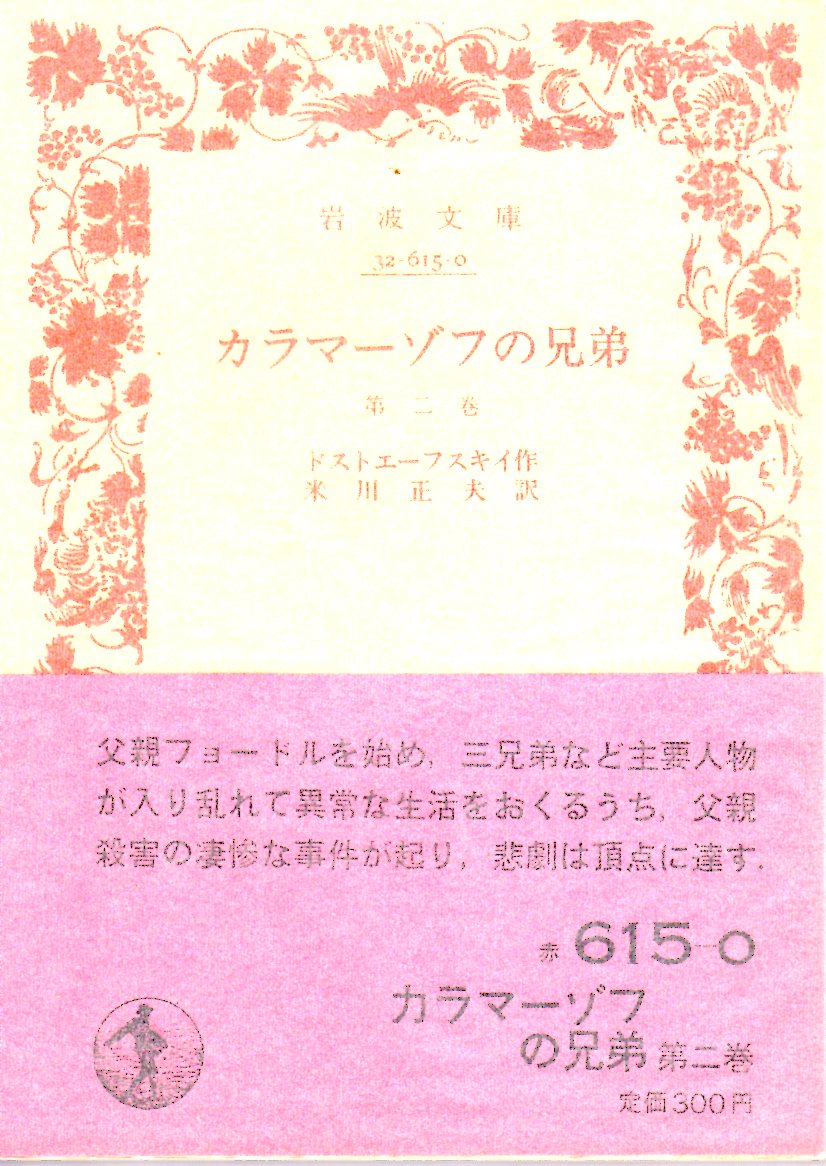 岩波文庫
32-615-0
カラマーゾフの兄弟
第二巻
ドストエーフスキイ作
米川正夫訳
父親フョードルを始め，三兄弟など主要人物
が入り乱れて異常な生活をおくるうち，父親
殺害の凄惨な事件が起り，悲劇は頂点に達す．
赤 615-0
カラマーゾフ
の兄弟 第二巻
定価300円